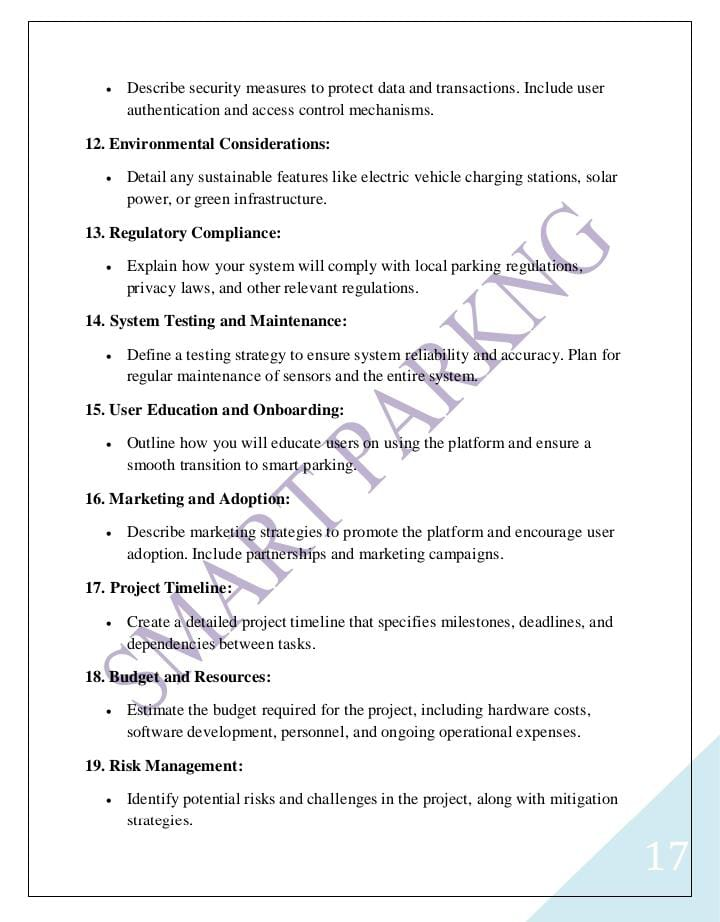 • Describe security measures to protect data and transactions. Include user
authentication and access control mechanisms.
12. Environmental Considerations:
• Detail any sustainable features like electric vehicle charging stations, solar
power, or green infrastructure.
13. Regulatory Compliance:
• Explain how your system will comply with local parking regulations,
privacy laws, and other relevant regulations.
14. System Testing and Maintenance:
• Define a testing strategy to ensure system reliability and accuracy. Plan for
regular maintenance of sensors and the entire system.
15. User Education and Onboarding:
• Outline how you will educate users on using the platform and ensure a
smooth transition to smart parking.
16. Marketing and Adoption:
• Describe marketing strategies to promote the platform and encourage user
adoption. Include partnerships and marketing campaigns.
17. Project Timeline:
• Create a detailed project timeline that specifies milestones, deadlines, and
dependencies between tasks.
18. Budget and Resources:
• Estimate the budget required for the project, including hardware costs,
software development, personnel, and ongoing operational expenses.
19. Risk Management:
• Identify potential risks and challenges in the project, along with mitigation
strategies.
17
SMART PARKNG